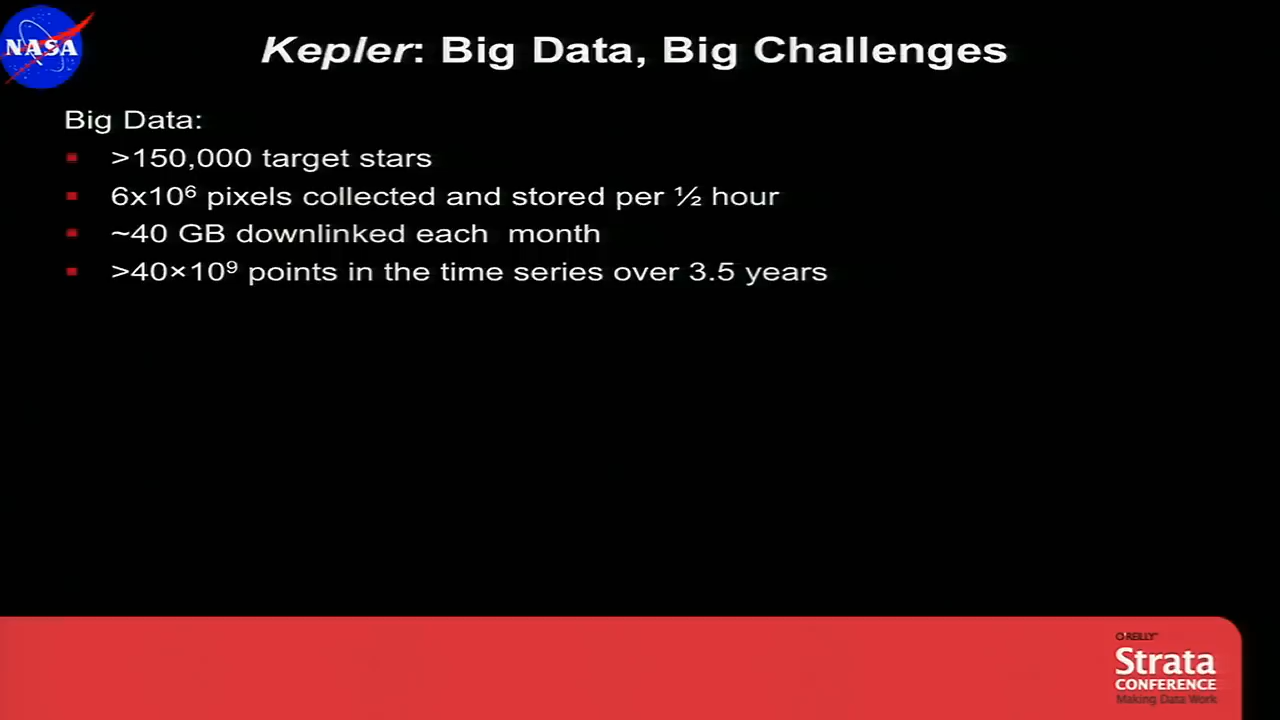 NASA
Kepler: Big Data, Big Challenges
Big Data:
▪ >150,000 target stars
▪ 6x10⁶ pixels collected and stored per ½ hour
▪ ~40 GB downlinked each month
▪ >40×10⁹ points in the time series over 3.5 years
O'REILLY
Strata
CONFERENCE
Making Data Work